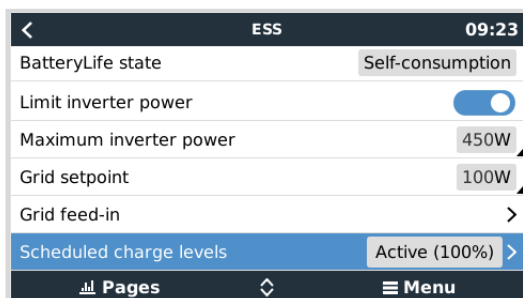 ESS 09:23
BatteryLife state Self-consumption
Limit inverter power
Maximum inverter power 450W
Grid setpoint 100W
Grid feed-in
Scheduled charge levels Active (100%)
Pages Menu